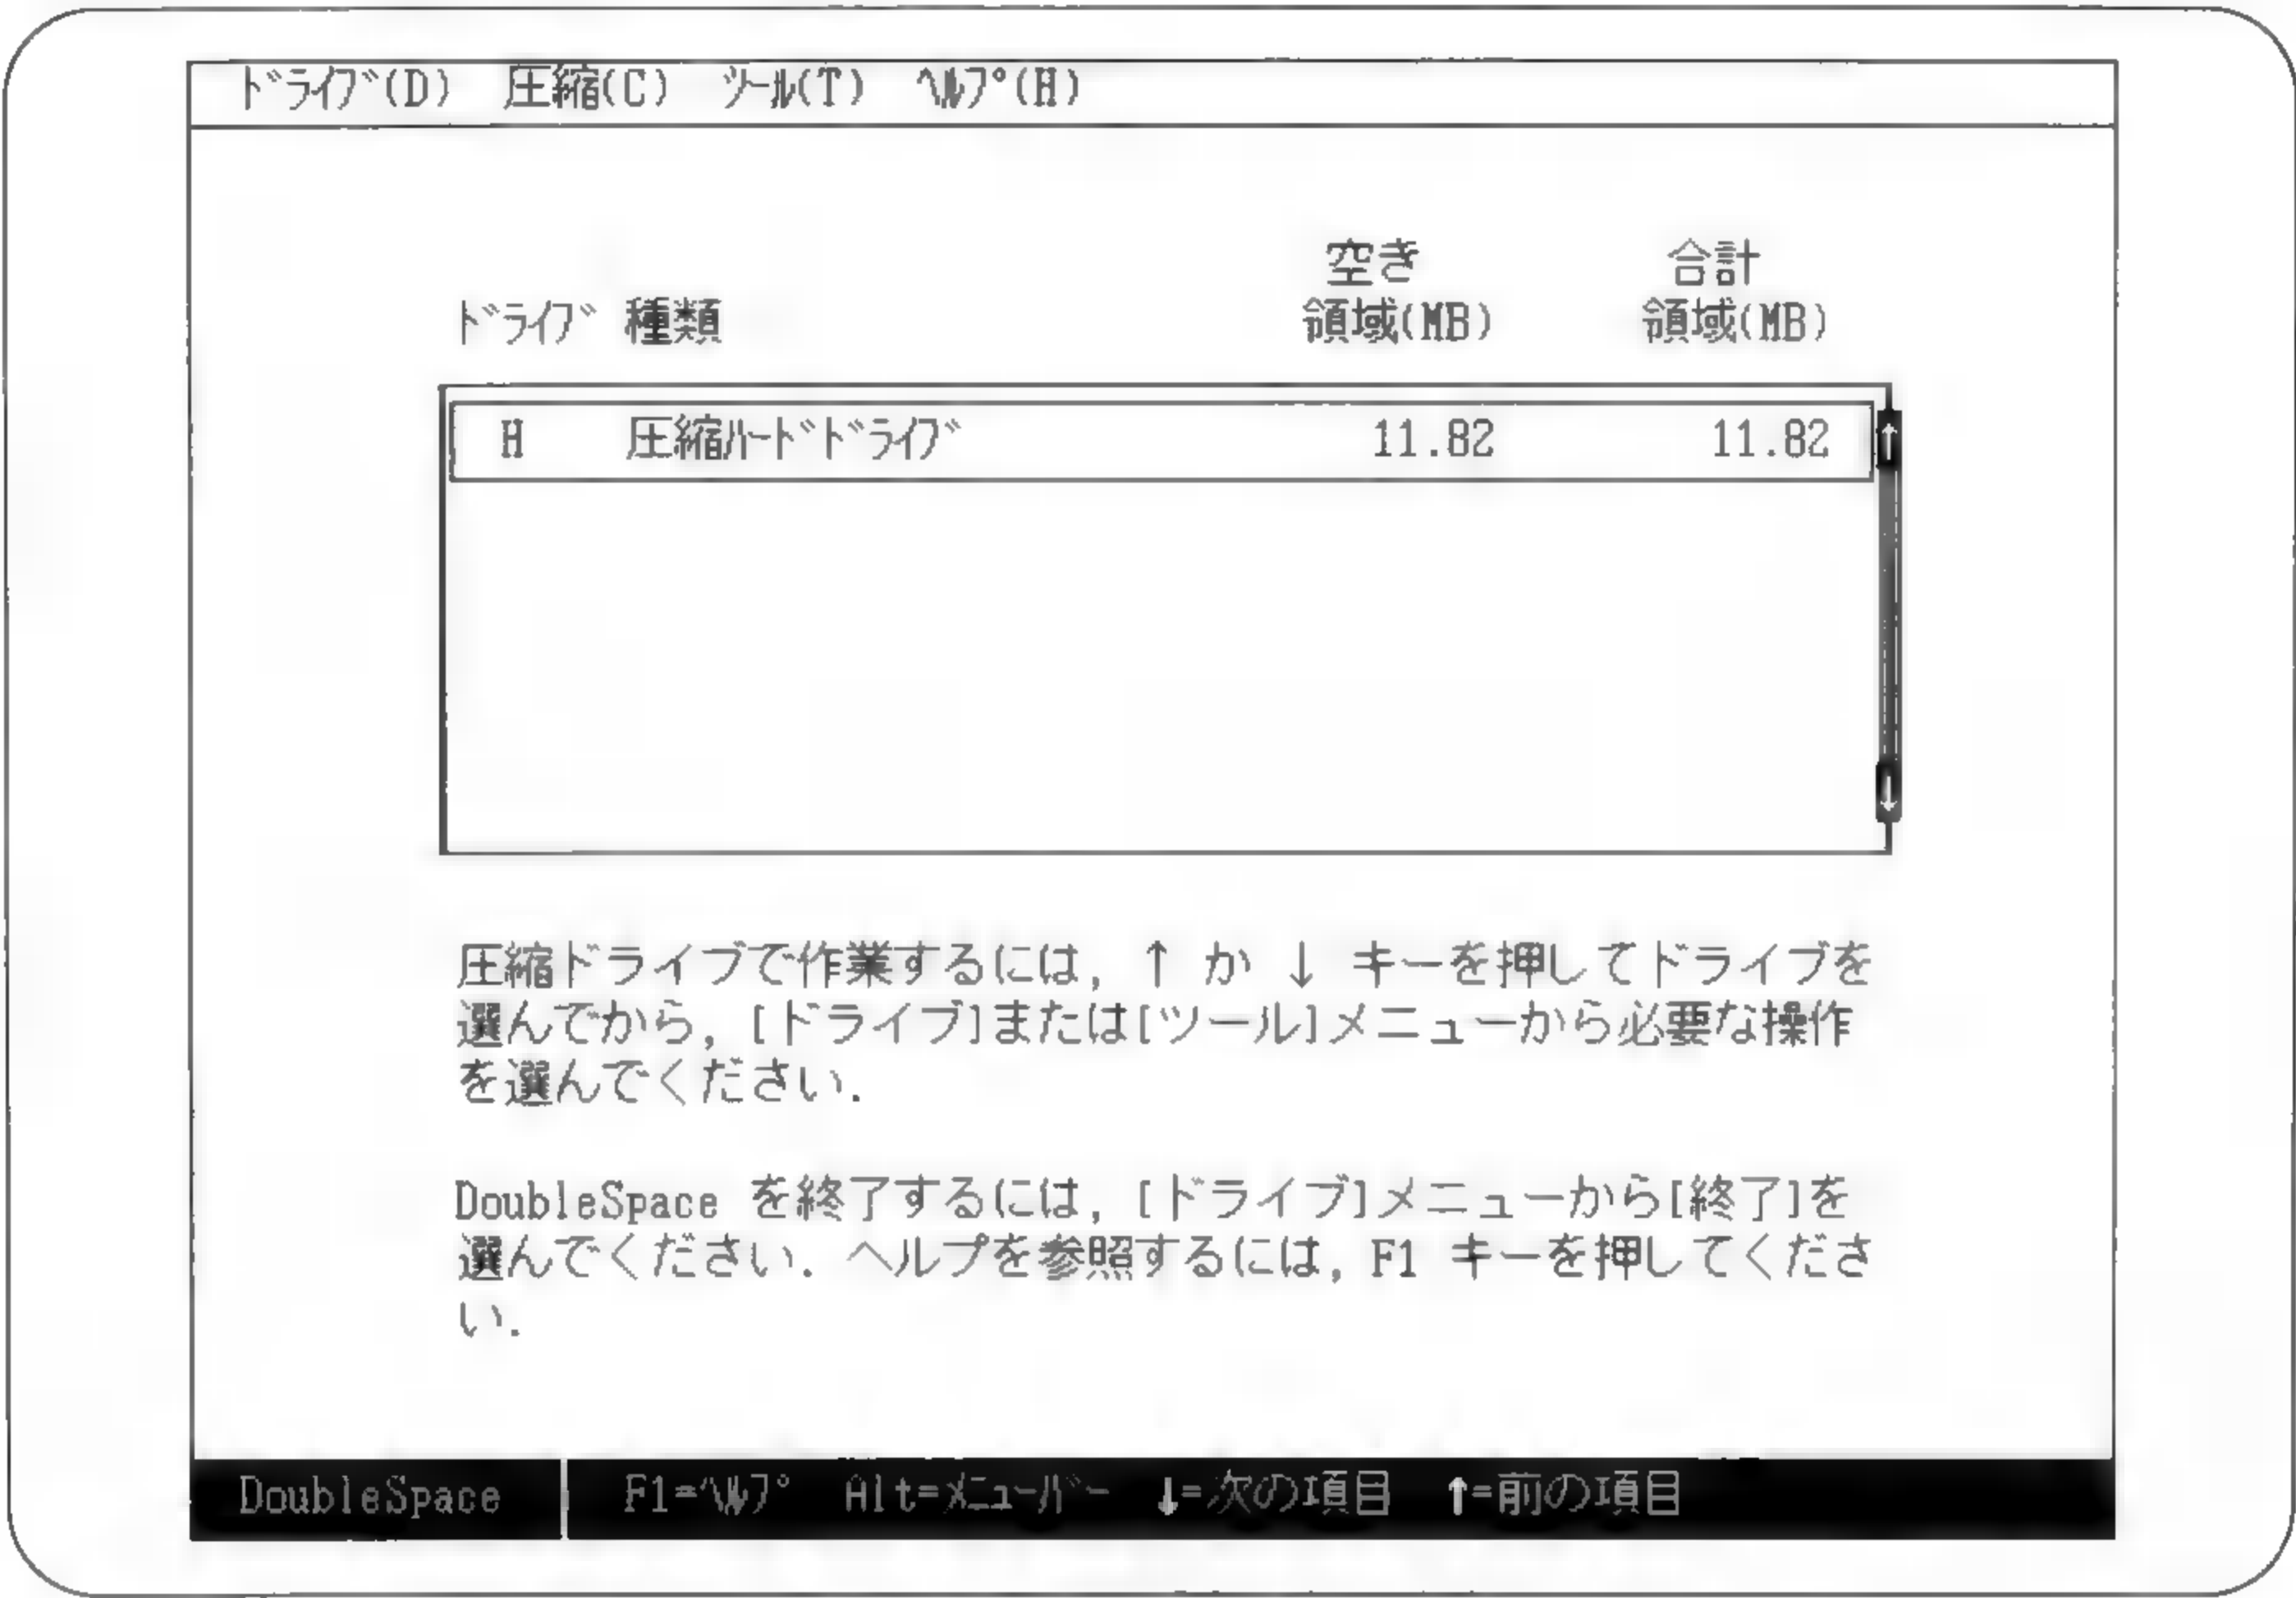 ﾄﾞﾗｲﾌﾞ(D) 圧縮(C) ﾂｰﾙ(T) ﾍﾙﾌﾟ(H)
空き 合計
ﾄﾞﾗｲﾌﾞ 種類 領域(MB) 領域(MB)
H 圧縮ﾊｰﾄﾞﾄﾞﾗｲﾌﾞ 11.82 11.82 ↑
↓
圧縮ドライブで作業するには, ↑ か ↓ キーを押してドライブを
選んでから, [ドライブ]または[ツール]メニューから必要な操作
を選んでください.
DoubleSpace を終了するには, [ドライブ]メニューから[終了]を
選んでください. ヘルプを参照するには, F1 キーを押してくださ
い.
DoubleSpace F1=ﾍﾙﾌﾟ Alt=ﾒﾆｭｰﾊﾞｰ ↓=次の項目 ↑=前の項目